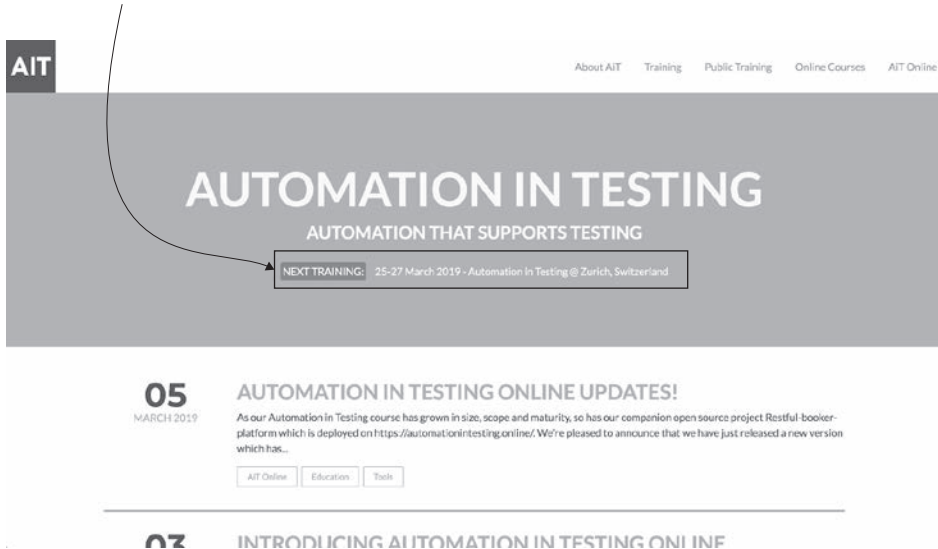 AiT
About AiT Training Public Training Online Courses AiT Online
AUTOMATION IN TESTING
AUTOMATION THAT SUPPORTS TESTING
NEXT TRAINING: 25-27 March 2019 - Automation in Testing @ Zurich, Switzerland
05
MARCH 2019
AUTOMATION IN TESTING ONLINE UPDATES!
As our Automation in Testing course has grown in size, scope and maturity, so has our companion open source project Restful-booker-
platform which is deployed on https://automationintesting.online/. We're pleased to announce that we have just released a new version
which has...
AiT Online Education Tools
03
INTRODUCING AUTOMATION IN TESTING ONLINE